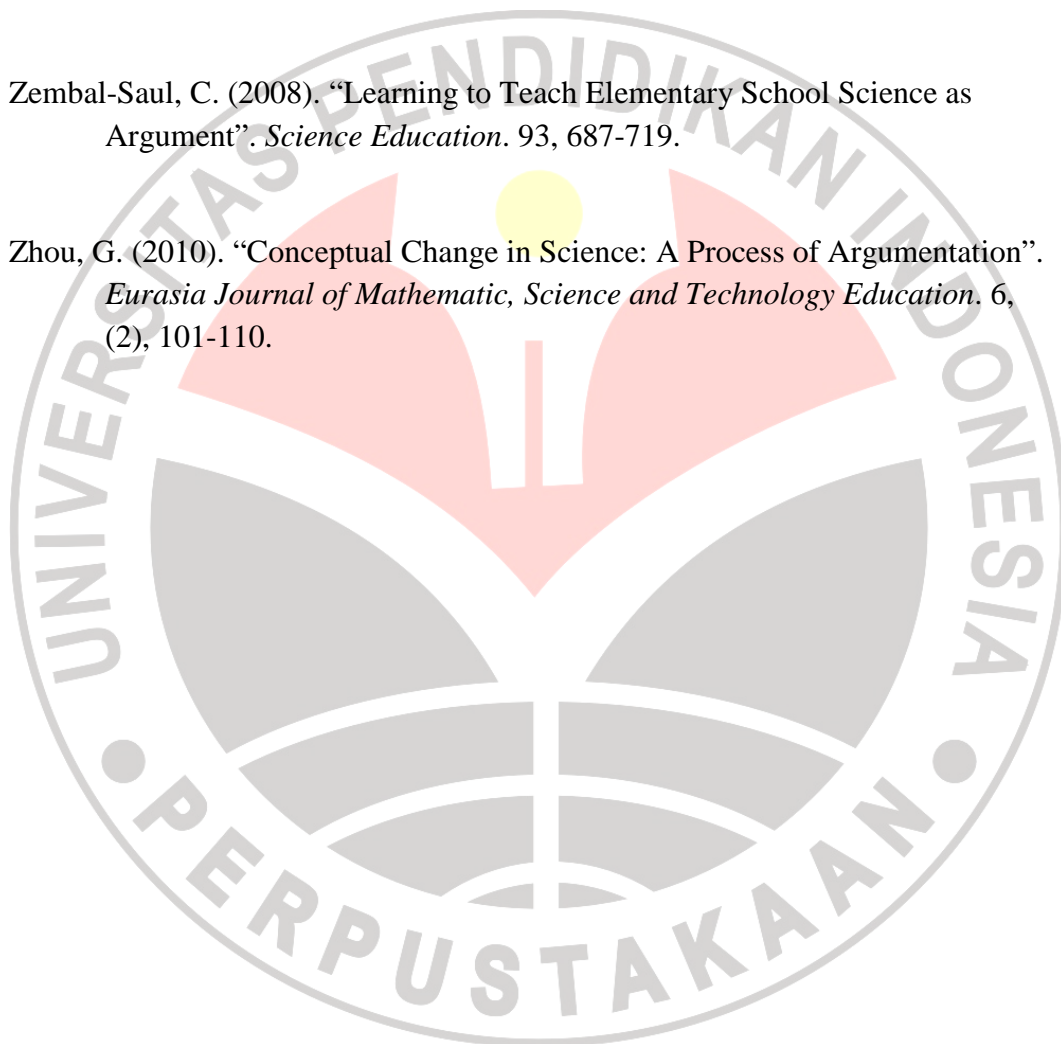 UNIVERSITAS PENDIDIKAN INDONESIA
Zembal-Saul, C. (2008). “Learning to Teach Elementary School Science as
Argument”. Science Education. 93, 687-719.
Zhou, G. (2010). “Conceptual Change in Science: A Process of Argumentation”.
Eurasia Journal of Mathematic, Science and Technology Education. 6,
(2), 101-110.
PERPUSTAKAAN